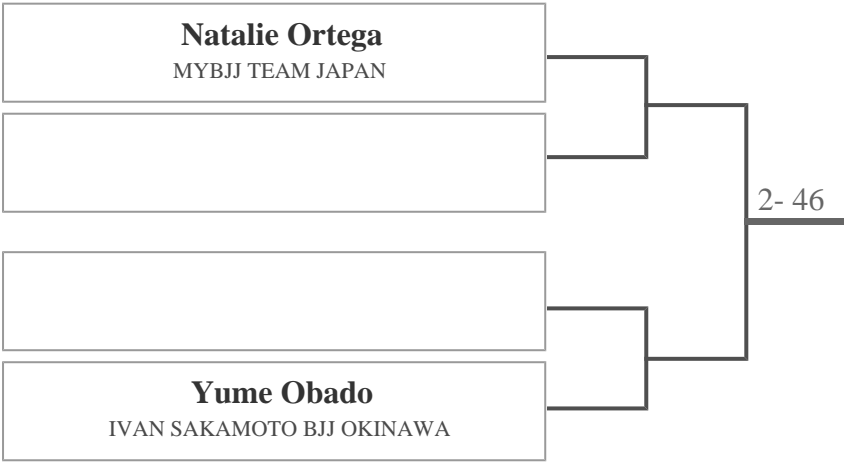 Natalie Ortega
MYBJJ TEAM JAPAN
2- 46
Yume Obado
IVAN SAKAMOTO BJJ OKINAWA